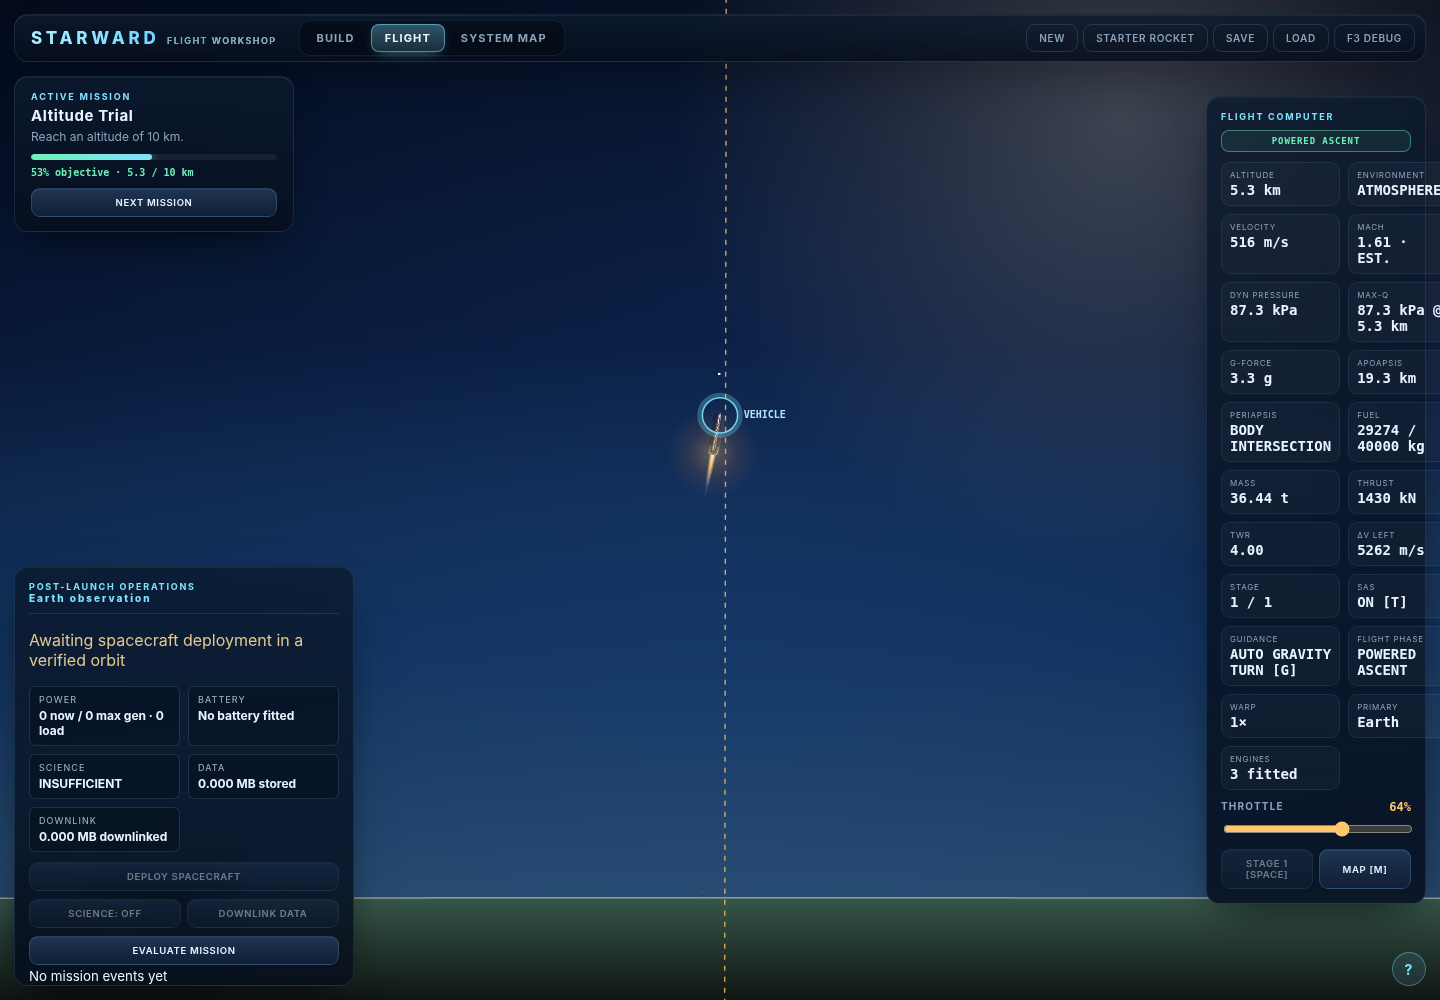 STARWARD FLIGHT WORKSHOP BUILD FLIGHT SYSTEM MAP NEW STARTER ROCKET SAVE LOAD F3 DEBUG
ACTIVE MISSION
Altitude Trial
Reach an altitude of 10 km.
53% objective · 5.3 / 10 km
NEXT MISSION
VEHICLE
POST-LAUNCH OPERATIONS
Earth observation
Awaiting spacecraft deployment in a
verified orbit
POWER
0 now / 0 max gen · 0
load
BATTERY
No battery fitted
SCIENCE
INSUFFICIENT
DATA
0.000 MB stored
DOWNLINK
0.000 MB downlinked
DEPLOY SPACECRAFT
SCIENCE: OFF
DOWNLINK DATA
EVALUATE MISSION
No mission events yet
FLIGHT COMPUTER
POWERED ASCENT
ALTITUDE
5.3 km
ENVIRONMENT
ATMOSPHERE
VELOCITY
516 m/s
MACH
1.61 ·
EST.
DYN PRESSURE
87.3 kPa
MAX-Q
87.3 kPa @
5.3 km
G-FORCE
3.3 g
APOAPSIS
19.3 km
PERIAPSIS
BODY
INTERSECTION
FUEL
29274 /
40000 kg
MASS
36.44 t
THRUST
1430 kN
TWR
4.00
ΔV LEFT
5262 m/s
STAGE
1 / 1
SAS
ON [T]
GUIDANCE
AUTO GRAVITY
TURN [G]
FLIGHT PHASE
POWERED
ASCENT
WARP
1×
PRIMARY
Earth
ENGINES
3 fitted
THROTTLE 64%
STAGE 1
[SPACE]
MAP [M]
?